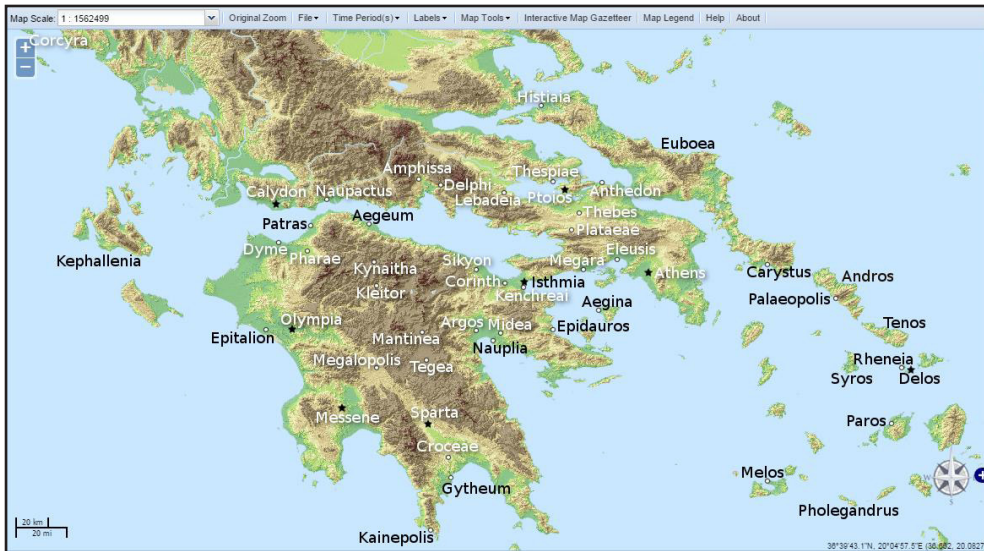 Map Scale: 1 : 1562499 Original Zoom File Time Period(s) Labels Map Tools Interactive Map Gazetteer Map Legend Help About
Corcyra
+
−
Histiaia
Euboea
Amphissa
Thespiae
Calydon
Naupactus
Delphi
Lebadeia
Ptoios
Anthedon
Patras
Aegeum
Thebes
Plataeae
Dyme
Pharae
Kephallenia
Kynaitha
Sikyon
Megara
Eleusis
Kleitor
Corinth
Isthmia
Kenchreai
Athens
Carystus
Andros
Palaeopolis
Aegina
Olympia
Epitalion
Mantinea
Argos
Midea
Epidauros
Nauplia
Tenos
Megalopolis
Tegea
Rheneia
Syros
Delos
Messene
Sparta
Paros
Croceae
Gytheum
Melos
Pholegandrus
Kainepolis
20 km
20 mi